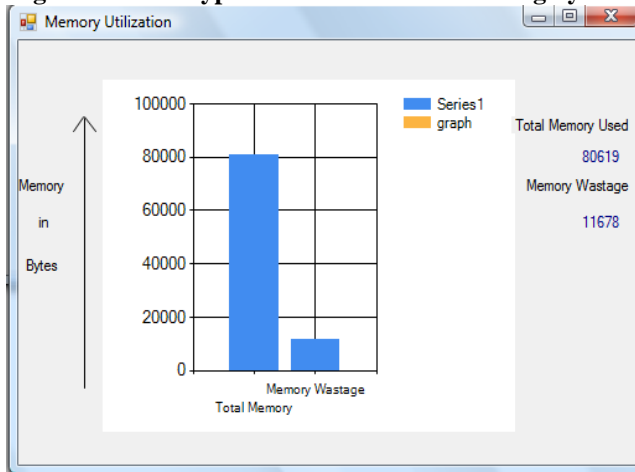 Memory Utilization
100000
80000
60000
40000
20000
0
Memory
in
Bytes
Memory Wastage
Total Memory
Series1
graph
Total Memory Used
80619
Memory Wastage
11678